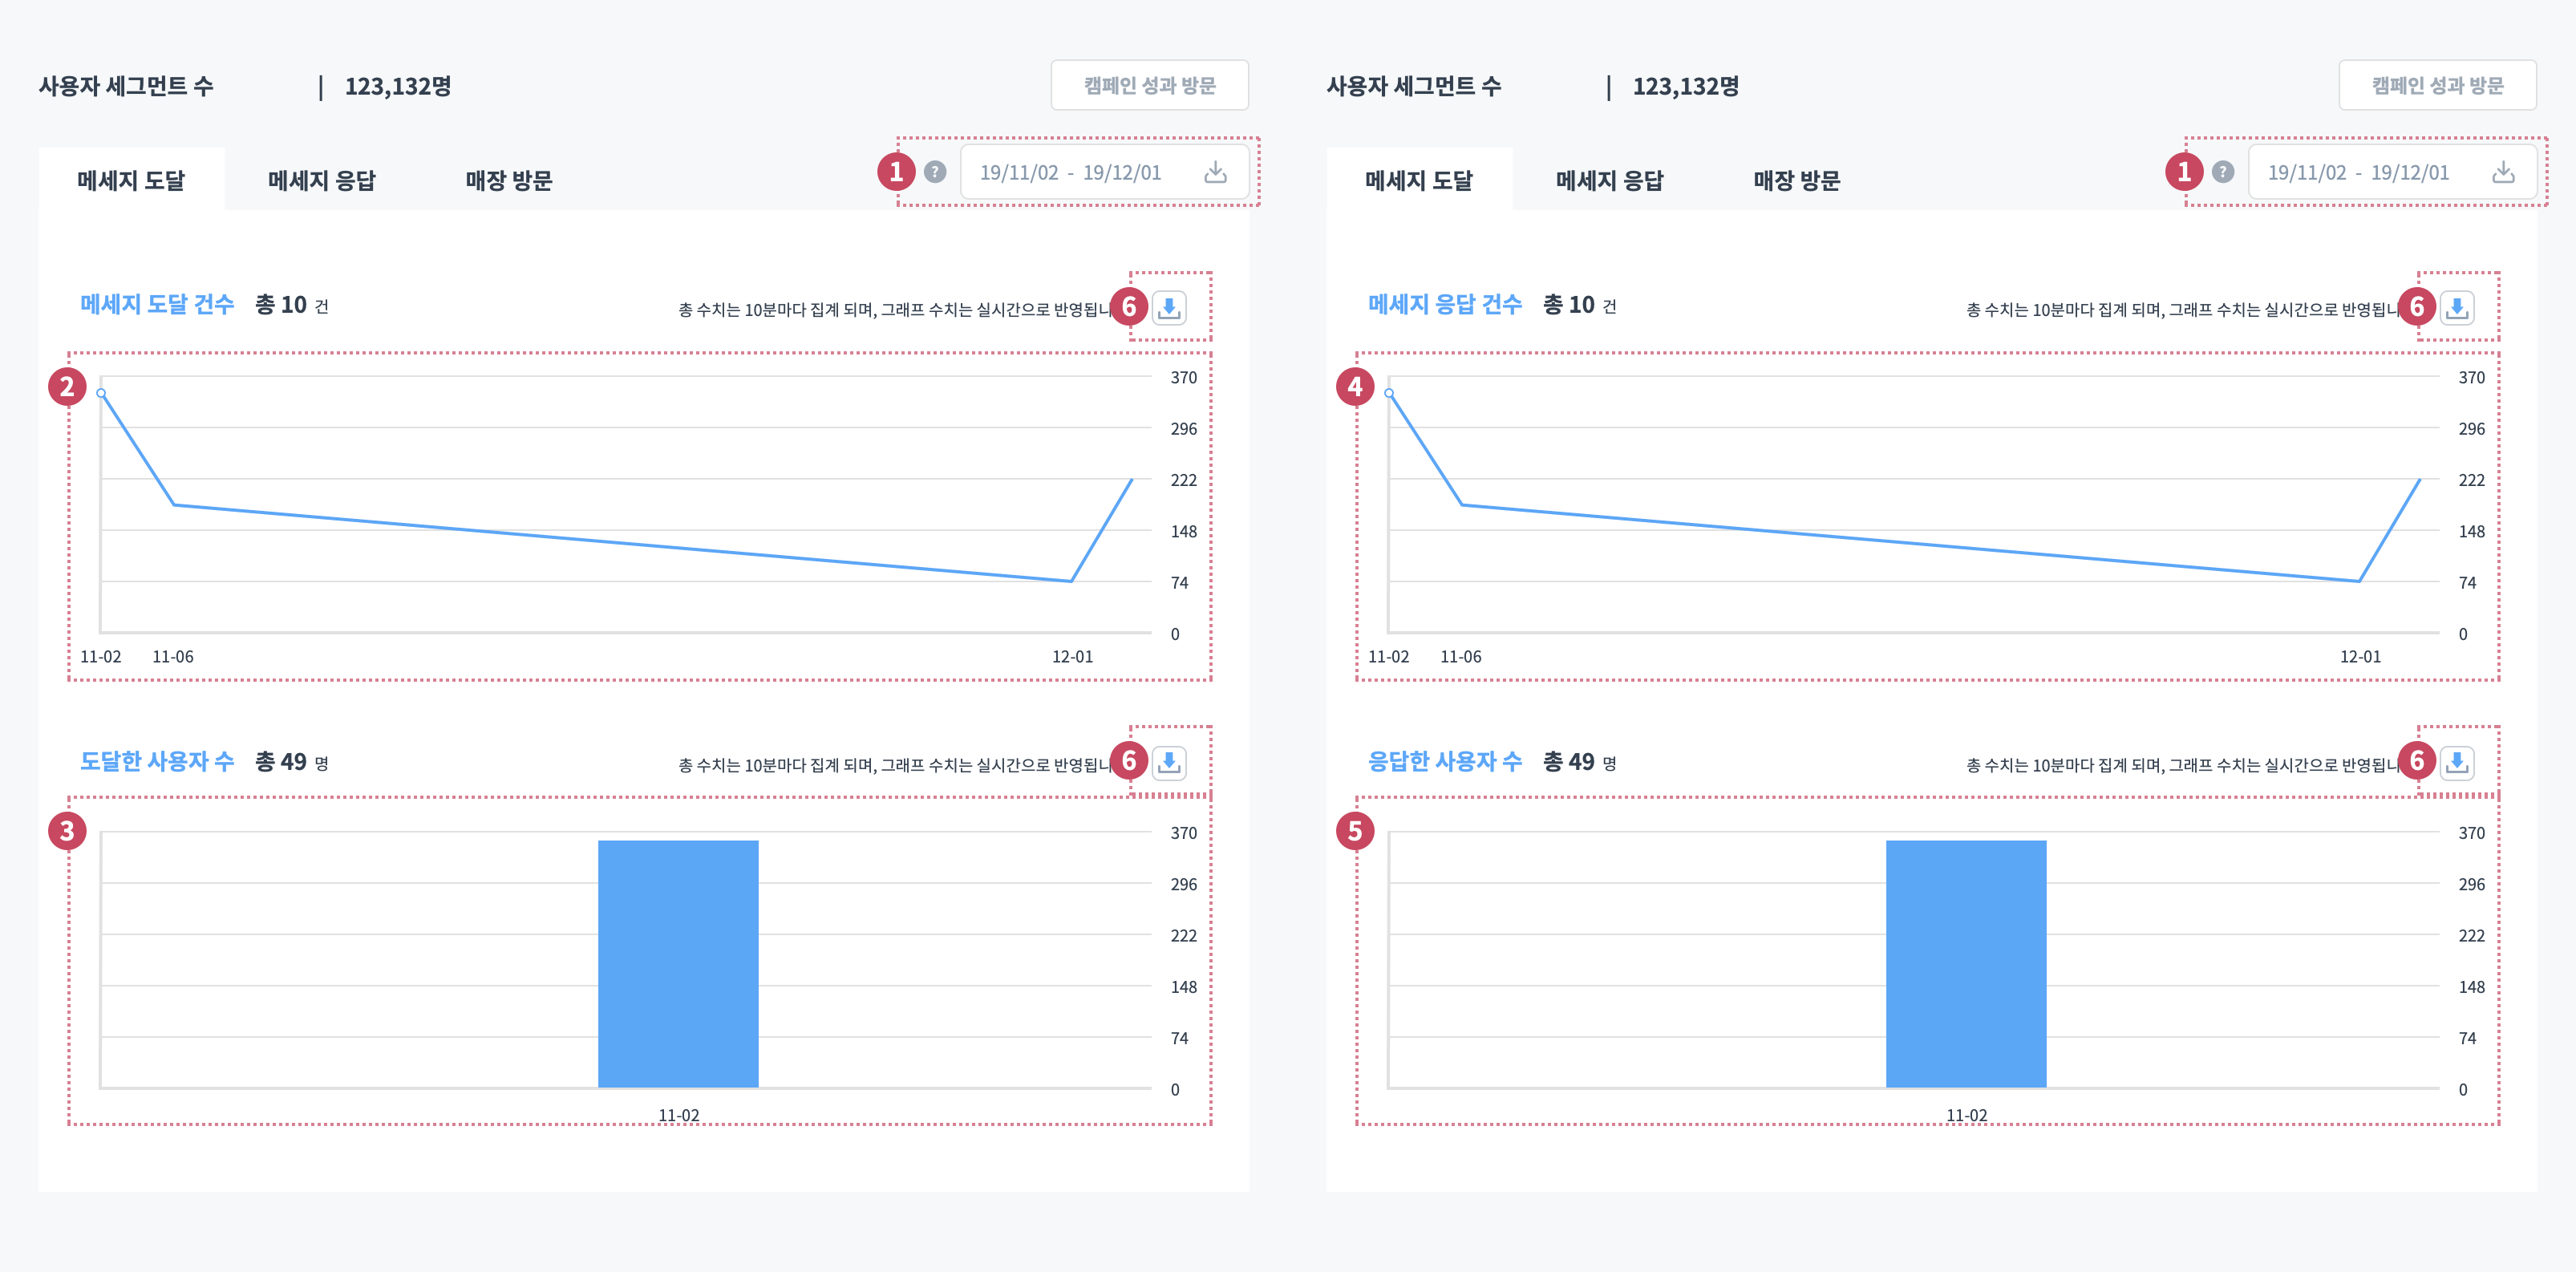 사용자 세그먼트 수 | 123,132명
캠페인 성과 방문
메세지 도달 메세지 응답 매장 방문
1 ? 19/11/02 - 19/12/01
메세지 도달 건수 총 10 건
총 수치는 10분마다 집계 되며, 그래프 수치는 실시간으로 반영됩니
6
2
370
296
222
148
74
0
11-02 11-06 12-01
도달한 사용자 수 총 49 명
총 수치는 10분마다 집계 되며, 그래프 수치는 실시간으로 반영됩니
6
3
370
296
222
148
74
0
11-02
사용자 세그먼트 수 | 123,132명
캠페인 성과 방문
메세지 도달 메세지 응답 매장 방문
1 ? 19/11/02 - 19/12/01
메세지 응답 건수 총 10 건
총 수치는 10분마다 집계 되며, 그래프 수치는 실시간으로 반영됩니
6
4
370
296
222
148
74
0
11-02 11-06 12-01
응답한 사용자 수 총 49 명
총 수치는 10분마다 집계 되며, 그래프 수치는 실시간으로 반영됩니
6
5
370
296
222
148
74
0
11-02